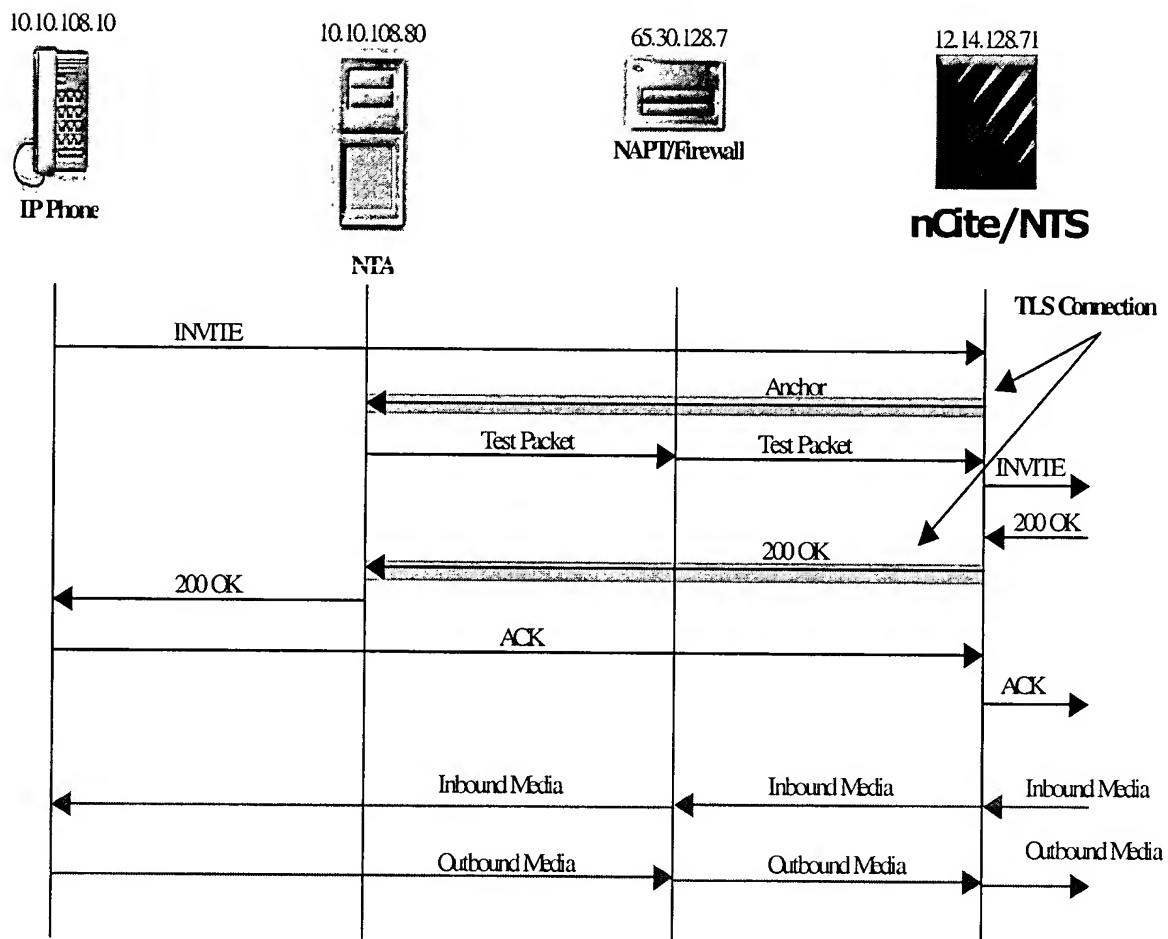 10.10.108.10
10.10.108.80
65.30.128.7
12.14.128.71
IP Phone
NTA
NAPT/Firewall
nCite/NTS
TLS Connection
INVITE
Anchor
Test Packet
Test Packet
INVITE
200 OK
200 OK
200 OK
ACK
ACK
Inbound Media
Inbound Media
Inbound Media
Outbound Media
Outbound Media
Outbound Media